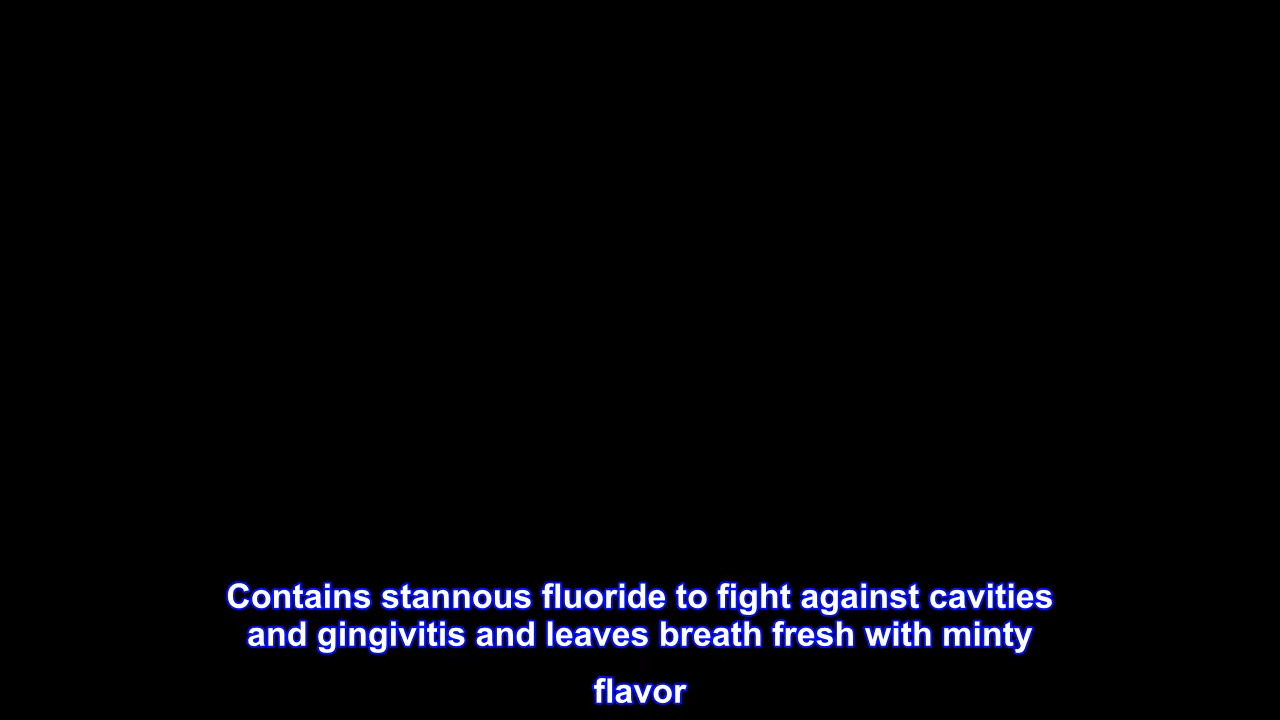 Contains stannous fluoride to fight against cavities
and gingivitis and leaves breath fresh with minty
flavor